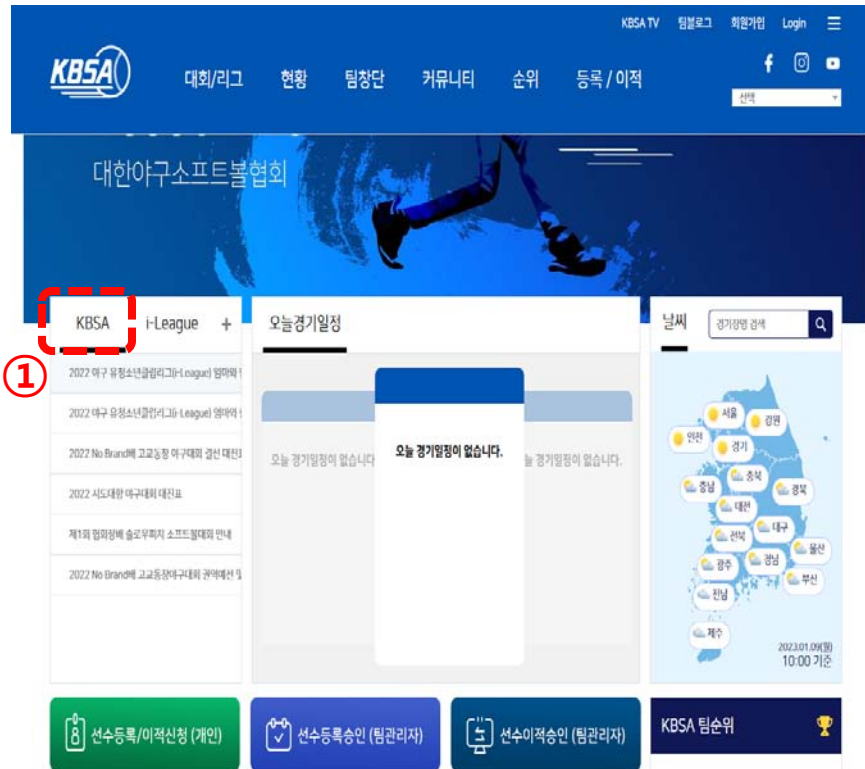 KBSA TV 팀블로그 회원가입 Login
KBSA
대회/리그 현황 팀창단 커뮤니티 순위 등록 / 이적
선택
대한야구소프트볼협회
KBSA i-League +
①
2022 야구 유청소년클럽리그(i-League) 엄마와
2022 야구 유청소년클럽리그(i-League) 엄마와
2022 No Brand배 고교동창 야구대회 결선 대진표
2022 시도대항 야구대회 대진표
제1회 협회장배 슬로우피치 소프트볼대회 안내
2022 No Brand배 고교동창야구대회 권역예선 및
오늘경기일정
오늘 경기일정이 없습니다
오늘 경기일정이 없습니다.
늘 경기일정이 없습니다.
날씨 경기장명 검색
서울 강원
인천 경기
충남 충북 경북
대전
전북 대구
광주 경남 울산
전남 부산
제주
2023.01.09(월)
10:00 기준
선수등록/이적신청 (개인)
선수등록승인 (팀관리자)
선수이적승인 (팀관리자)
KBSA 팀순위